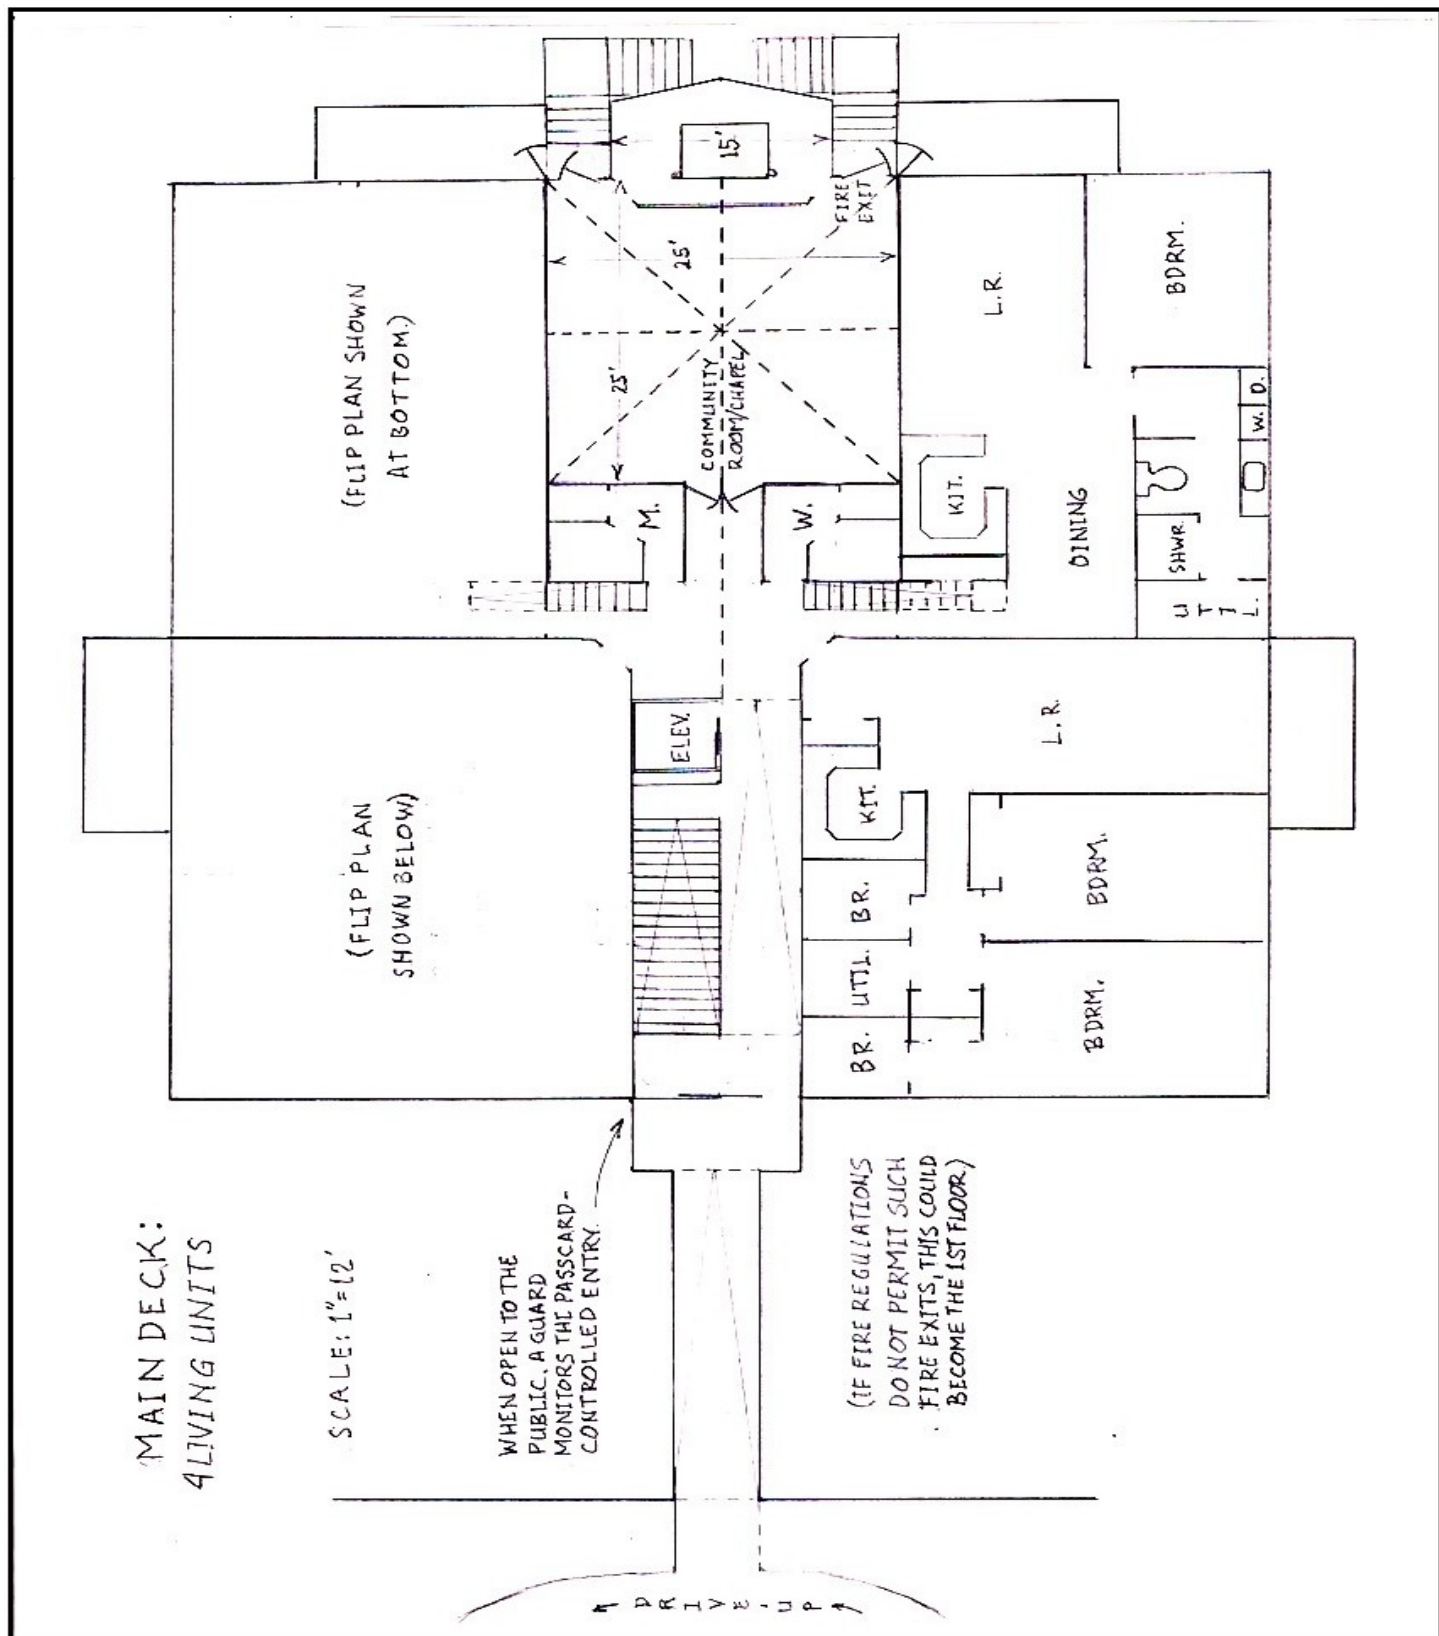 MAIN DECK:
4 LIVING UNITS
SCALE: 1"=12'
WHEN OPEN TO THE
PUBLIC, A GUARD
MONITORS THE PASSCARD-
CONTROLLED ENTRY.
(IF FIRE REGULATIONS
DO NOT PERMIT SUCH
FIRE EXITS, THIS COULD
BECOME THE 1ST FLOOR.)
DRIVE-UP
(FLIP PLAN
SHOWN BELOW)
(FLIP PLAN SHOWN
AT BOTTOM.)
ELEV.
M.
W.
COMMUNITY
ROOM/CHAPEL
25'
25'
15'
FIRE
EXIT
BR.
UTIL.
BR.
KIT.
L.R.
BDRM.
BDRM.
KIT.
L.R.
DINING
UTIL.
SHWR.
W.
D.
BDRM.